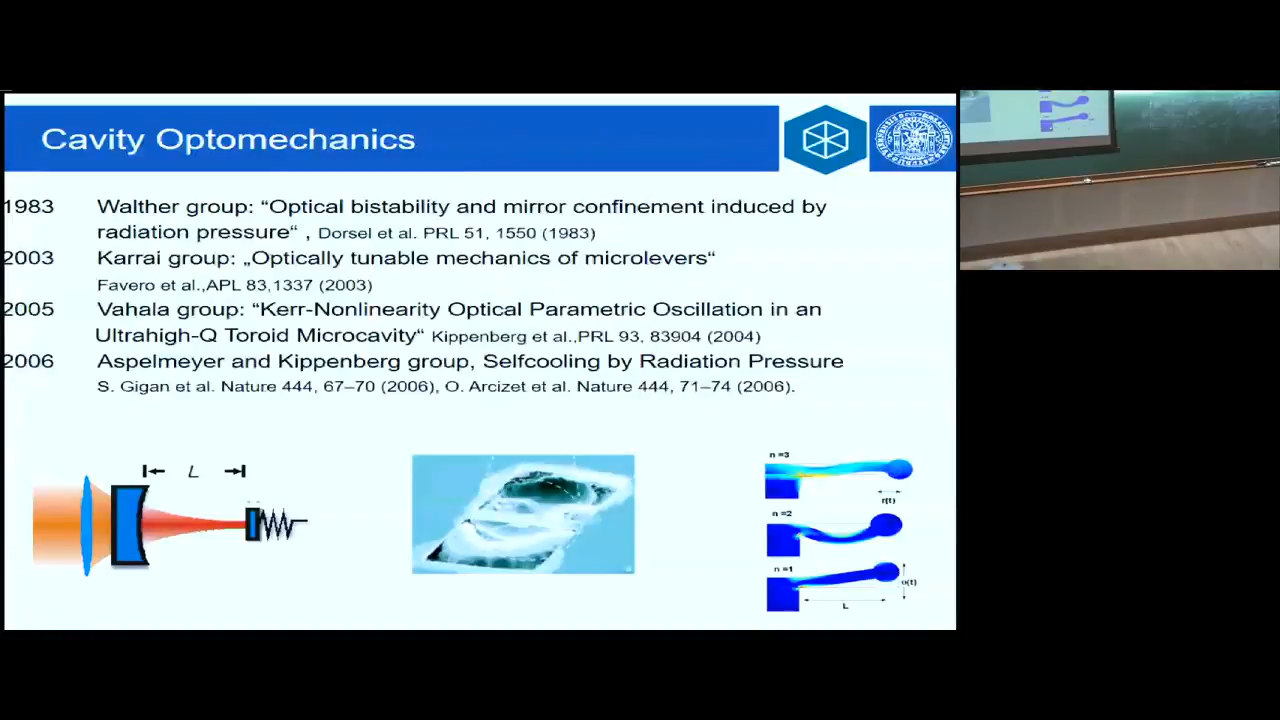 Cavity Optomechanics
1983 Walther group: “Optical bistability and mirror confinement induced by
radiation pressure“ , Dorsel et al. PRL 51, 1550 (1983)
2003 Karrai group: „Optically tunable mechanics of microlevers“
Favero et al.,APL 83,1337 (2003)
2005 Vahala group: “Kerr-Nonlinearity Optical Parametric Oscillation in an
Ultrahigh-Q Toroid Microcavity“ Kippenberg et al.,PRL 93, 83904 (2004)
2006 Aspelmeyer and Kippenberg group, Selfcooling by Radiation Pressure
S. Gigan et al. Nature 444, 67–70 (2006), O. Arcizet et al. Nature 444, 71–74 (2006).
L
n =3
r(t)
n =2
n =1
L